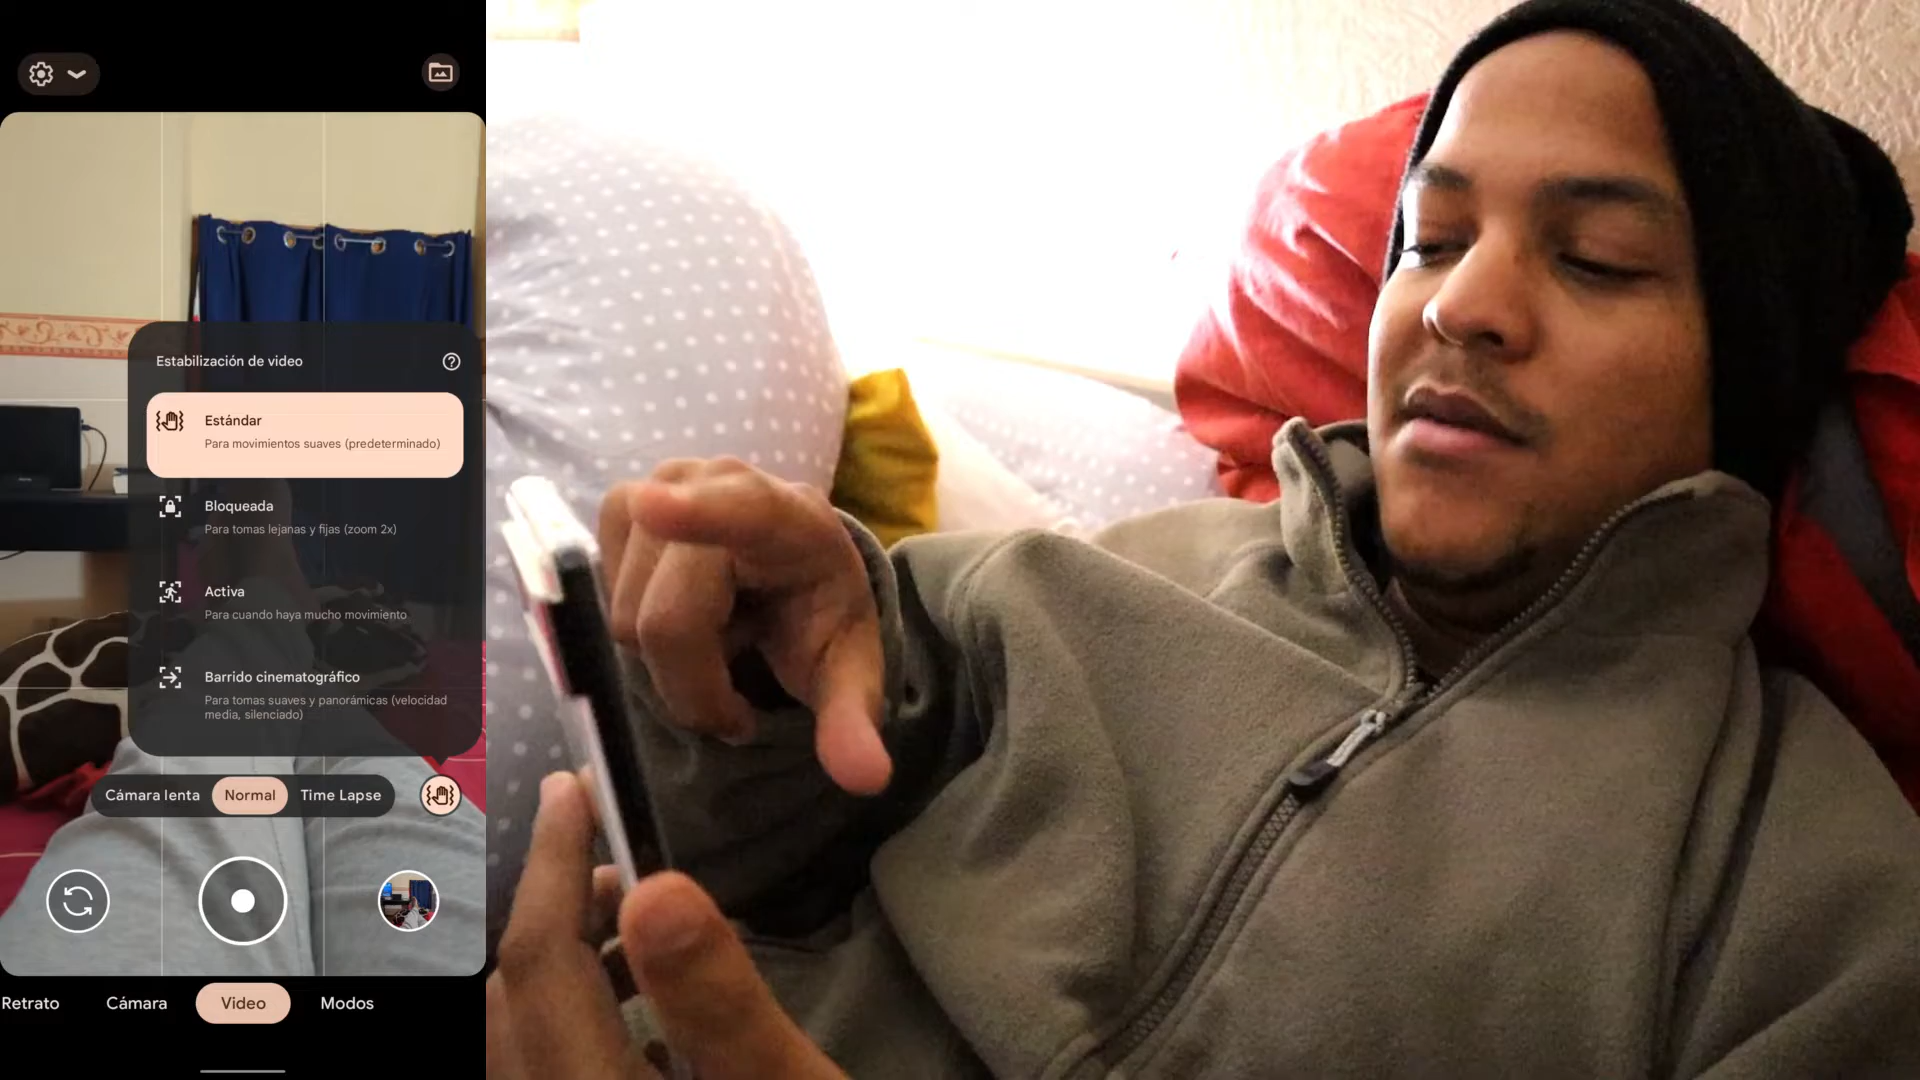 Estabilización de video
Estándar
Para movimientos suaves (predeterminado)
Bloqueada
Para tomas lejanas y fijas (zoom 2x)
Activa
Para cuando haya mucho movimiento
Barrido cinematográfico
Para tomas suaves y panorámicas (velocidad
media, silenciado)
Cámara lenta Normal Time Lapse
Retrato Cámara Video Modos